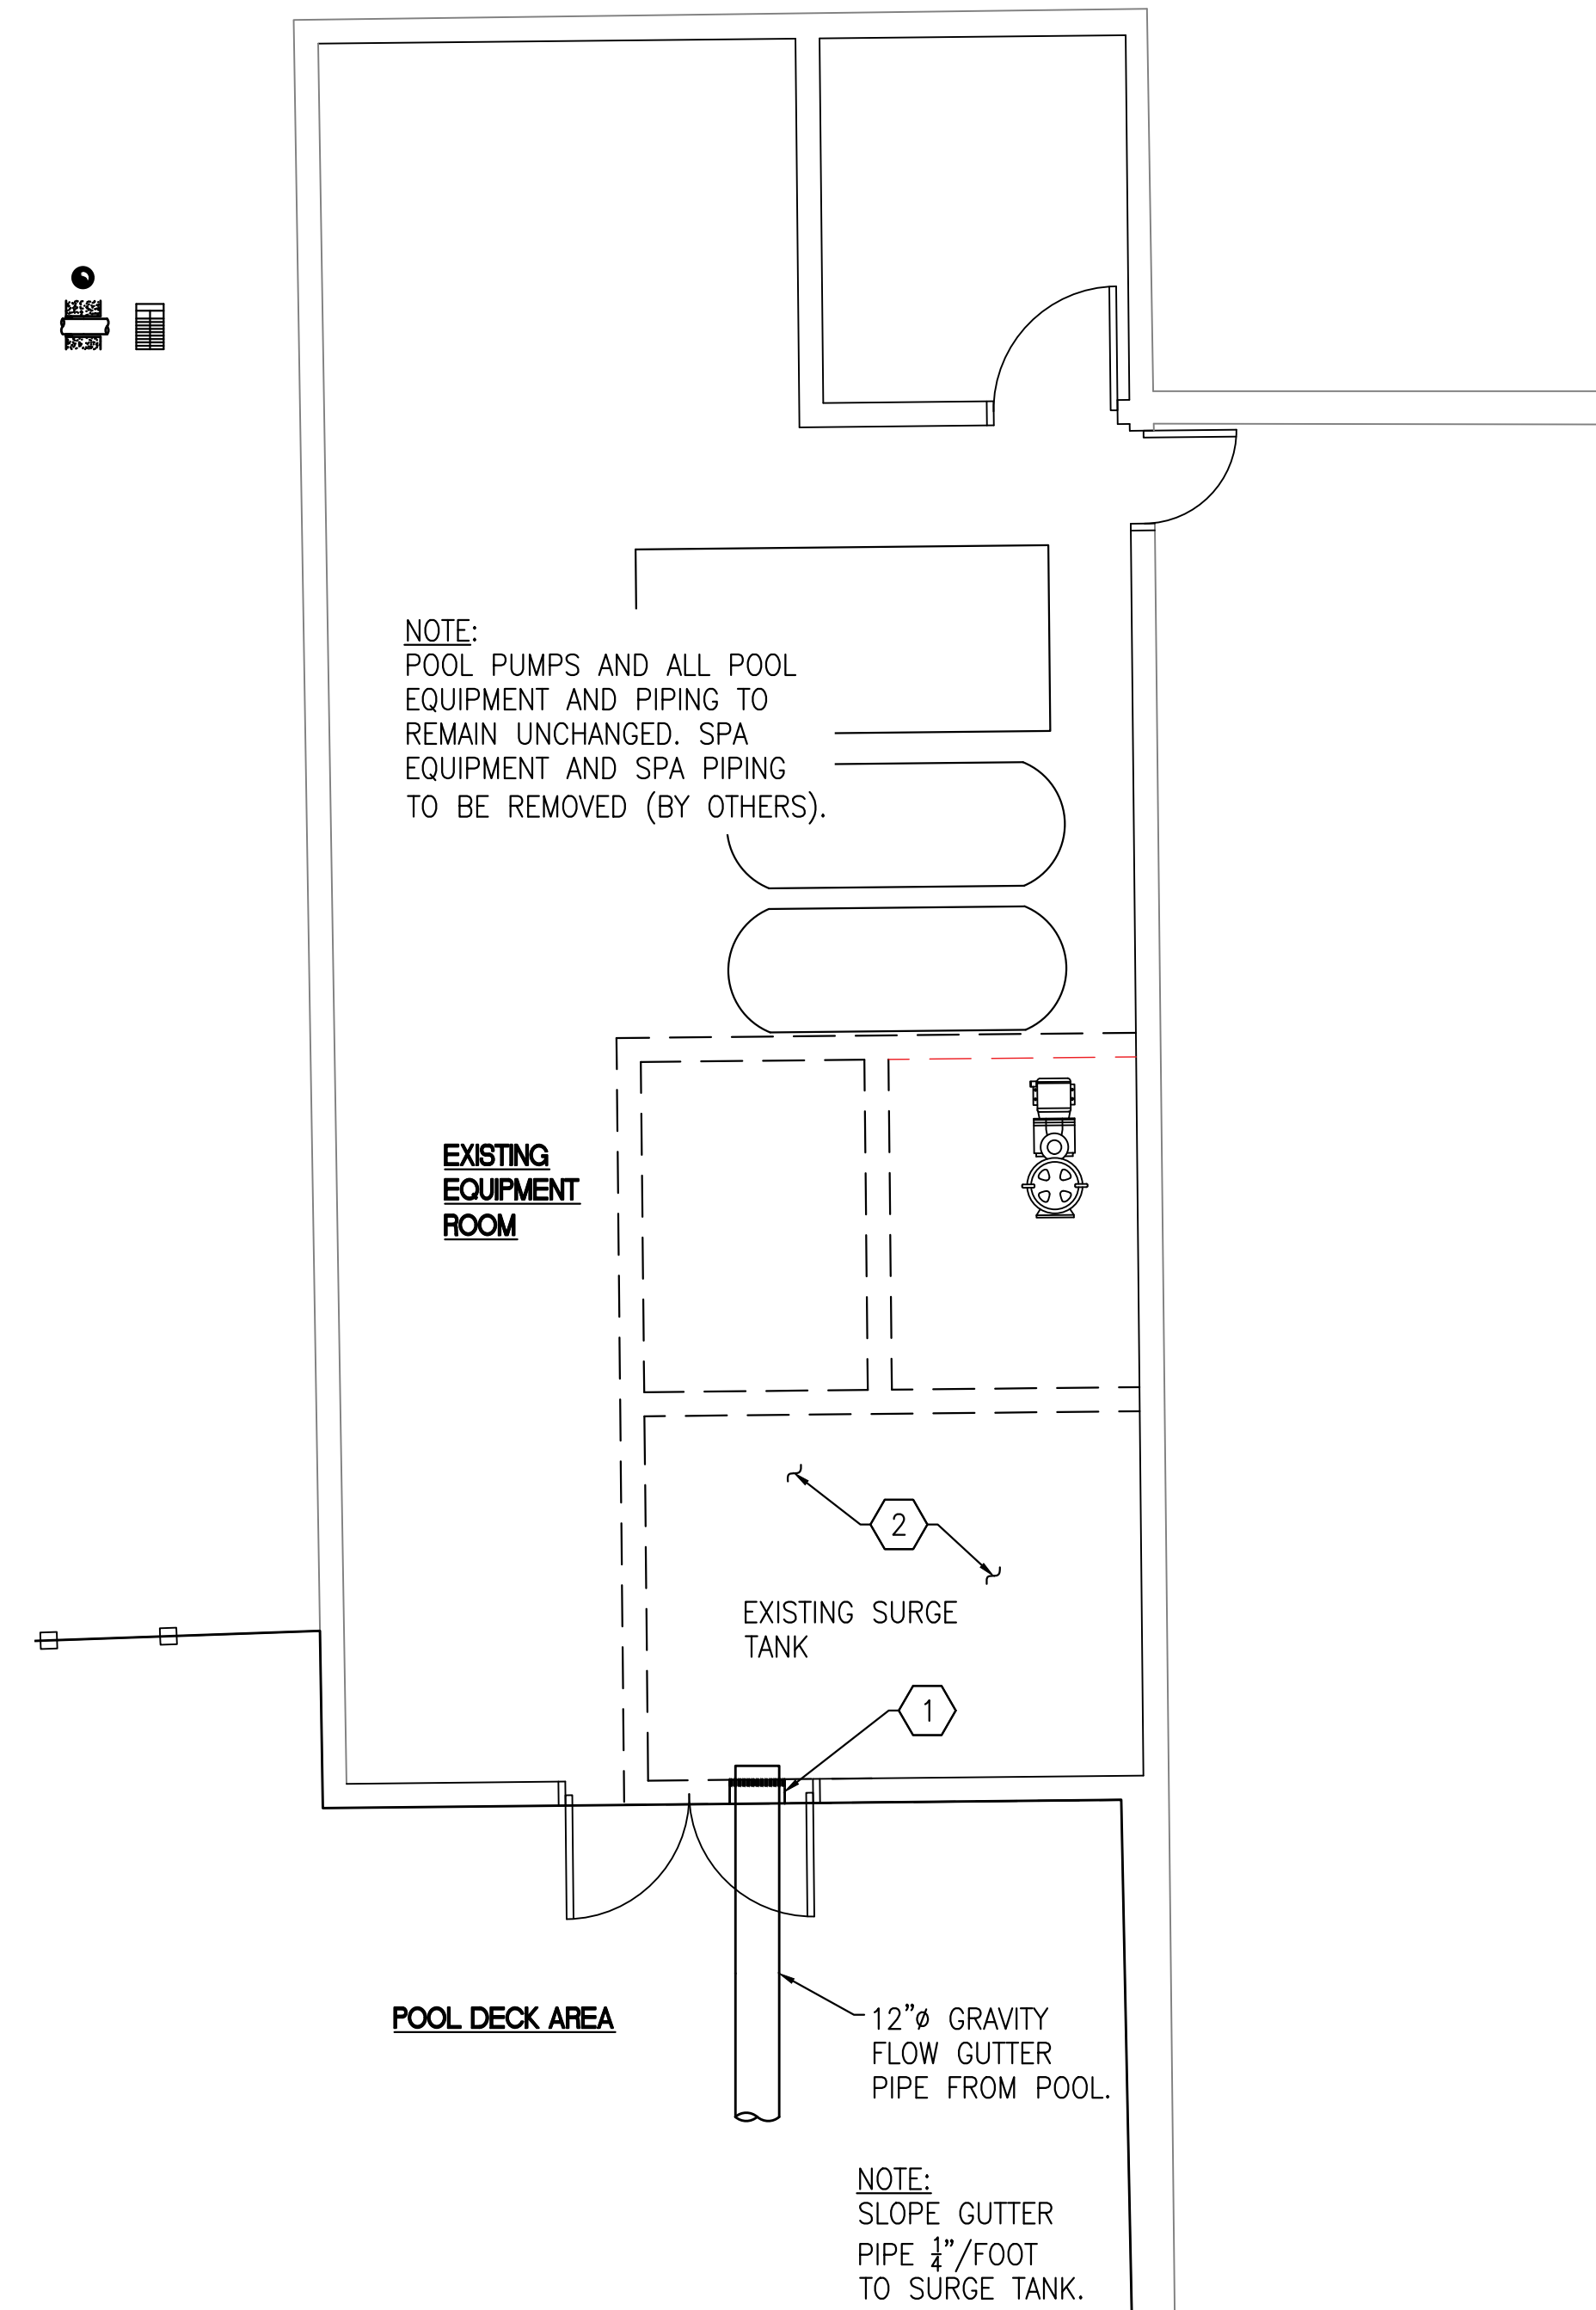 NOTE:
POOL PUMPS AND ALL POOL
EQUIPMENT AND PIPING TO
REMAIN UNCHANGED. SPA
EQUIPMENT AND SPA PIPING
TO BE REMOVED (BY OTHERS).
EXISTING
EQUIPMENT
ROOM
2
EXISTING SURGE
TANK
1
POOL DECK AREA
12"ø GRAVITY
FLOW GUTTER
PIPE FROM POOL.
NOTE:
SLOPE GUTTER
PIPE 1/4"/FOOT
TO SURGE TANK.